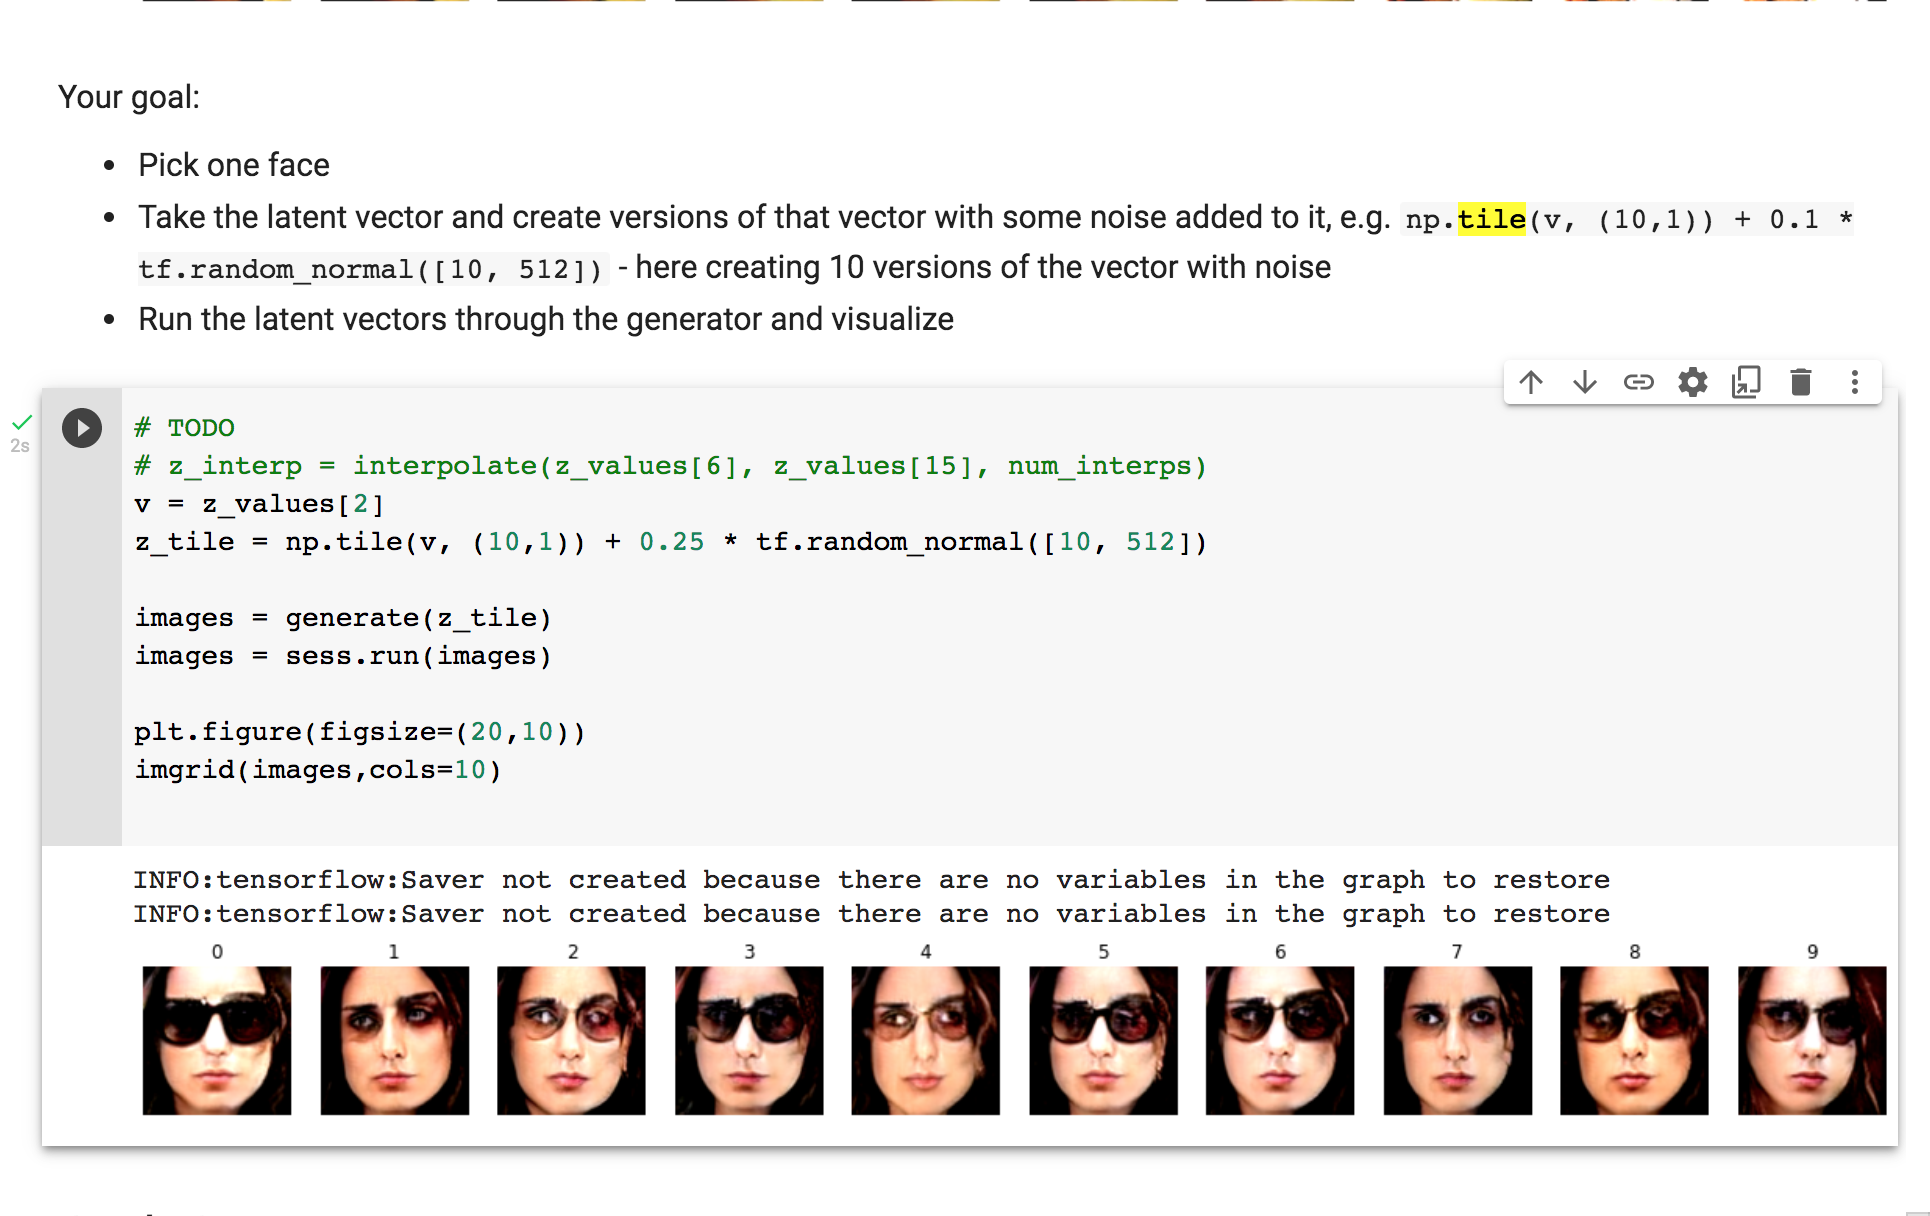 Your goal:
Pick one face
Take the latent vector and create versions of that vector with some noise added to it, e.g. np.tile(v, (10,1)) + 0.1 *
tf.random_normal([10, 512]) - here creating 10 versions of the vector with noise
Run the latent vectors through the generator and visualize
2s
# TODO
# z_interp = interpolate(z_values[6], z_values[15], num_interps)
v = z_values[2]
z_tile = np.tile(v, (10,1)) + 0.25 * tf.random_normal([10, 512])
images = generate(z_tile)
images = sess.run(images)
plt.figure(figsize=(20,10))
imgrid(images,cols=10)
INFO:tensorflow:Saver not created because there are no variables in the graph to restore
INFO:tensorflow:Saver not created because there are no variables in the graph to restore
0 1 2 3 4 5 6 7 8 9